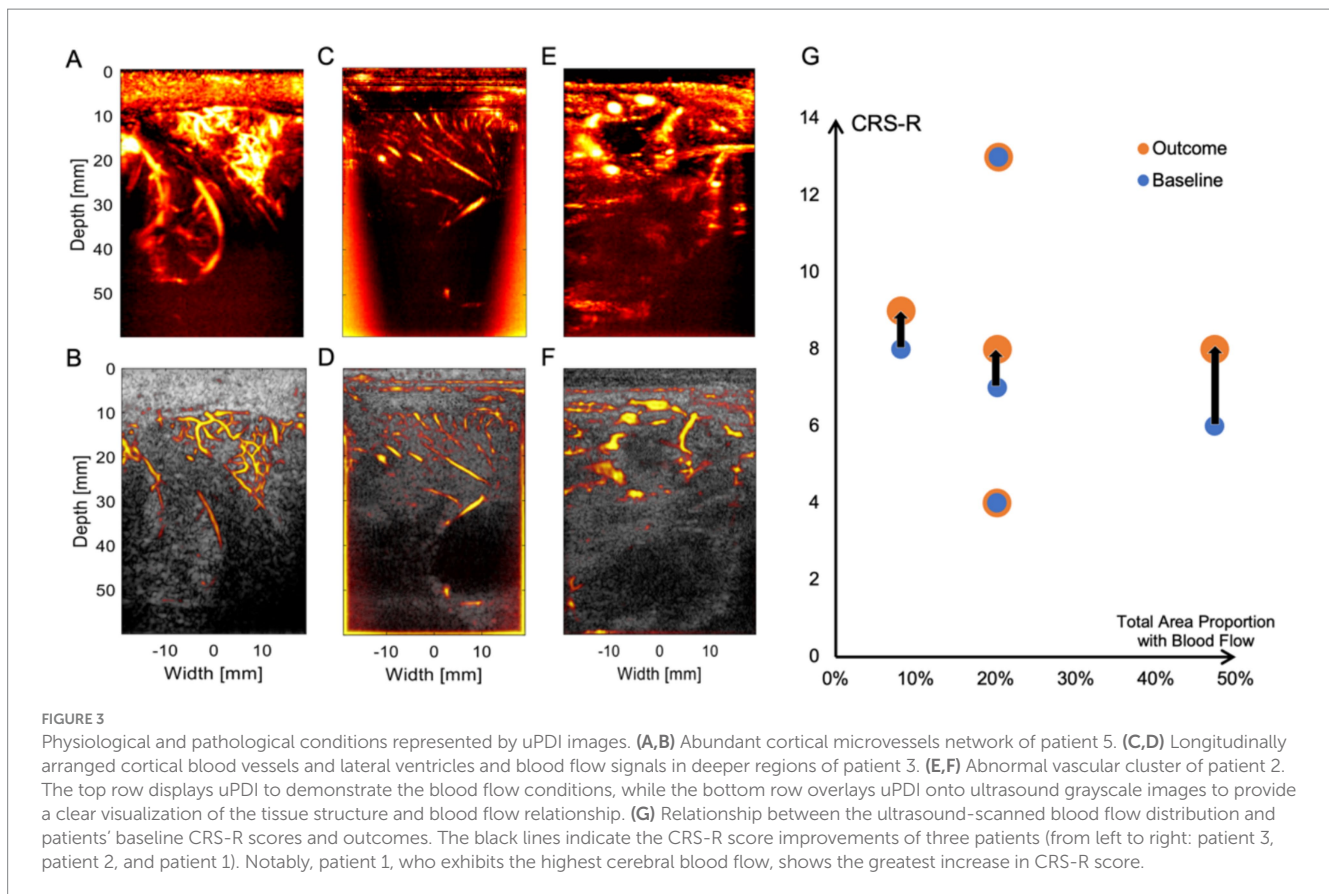 A
C
E
G
0
10
20
30
40
50
Depth [mm]
B
D
F
0
10
20
30
40
50
Depth [mm]
-10 0 10
Width [mm]
-10 0 10
Width [mm]
-10 0 10
Width [mm]
CRS-R
Outcome
Baseline
14
12
10
8
6
4
2
0
Total Area Proportion
with Blood Flow
0% 10% 20% 30% 40% 50%
FIGURE 3
Physiological and pathological conditions represented by uPDI images. (A,B) Abundant cortical microvessels network of patient 5. (C,D) Longitudinally
arranged cortical blood vessels and lateral ventricles and blood flow signals in deeper regions of patient 3. (E,F) Abnormal vascular cluster of patient 2.
The top row displays uPDI to demonstrate the blood flow conditions, while the bottom row overlays uPDI onto ultrasound grayscale images to provide
a clear visualization of the tissue structure and blood flow relationship. (G) Relationship between the ultrasound-scanned blood flow distribution and
patients' baseline CRS-R scores and outcomes. The black lines indicate the CRS-R score improvements of three patients (from left to right: patient 3,
patient 2, and patient 1). Notably, patient 1, who exhibits the highest cerebral blood flow, shows the greatest increase in CRS-R score.